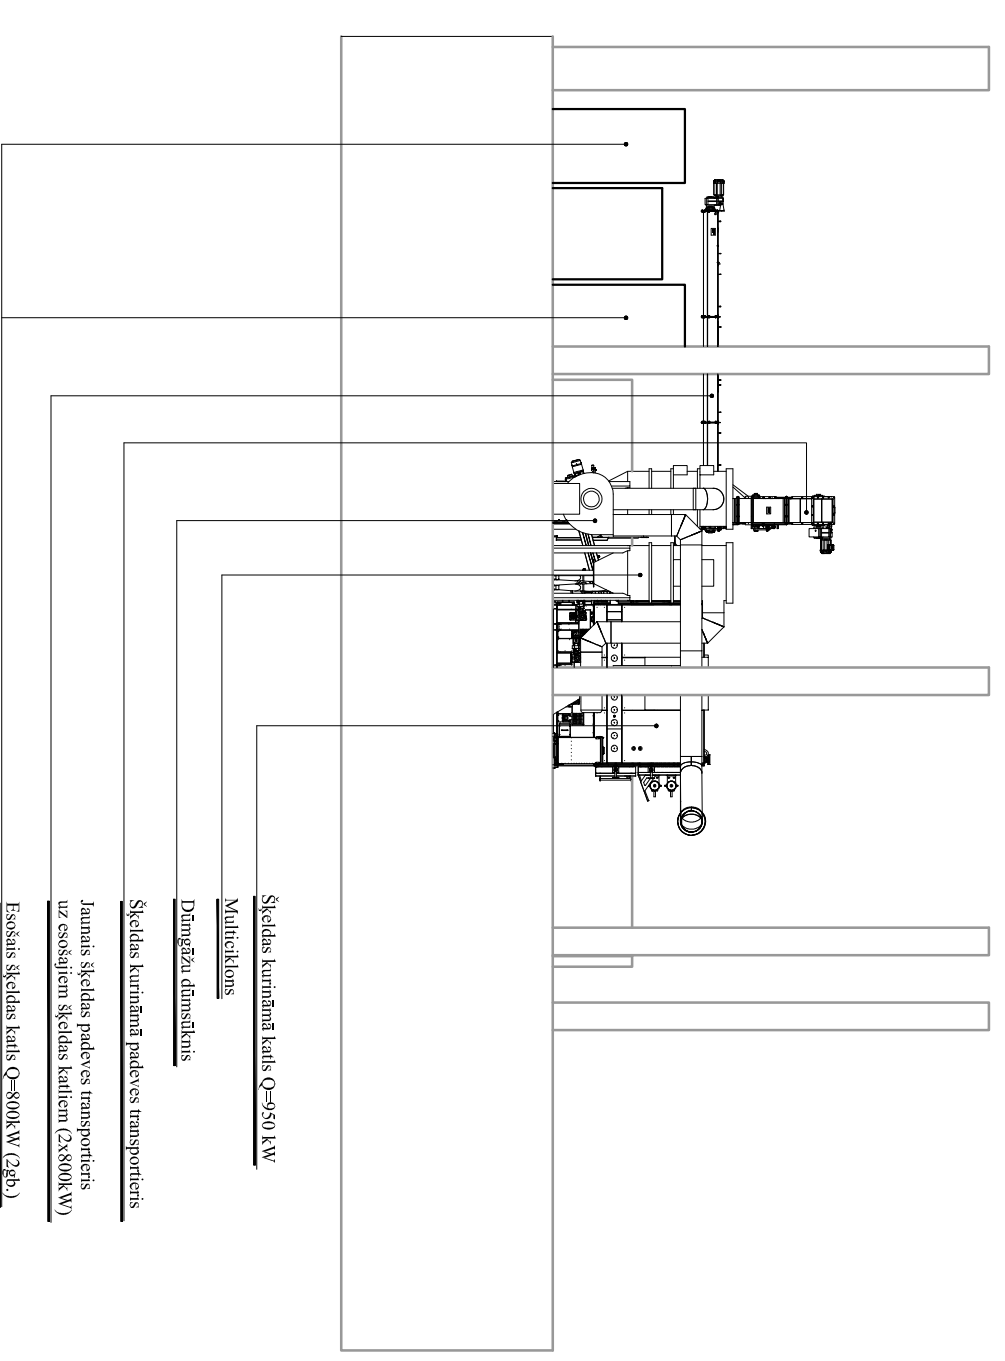 Šķeldas kurināmā katls Q=950 kW
Multiciklons
Dūmgāžu dūmsūknis
Šķeldas kurināmā padeves transportieris
Jaunais šķeldas padeves transportieris
uz esošajiem šķeldas katliem (2x800kW)
Esošais šķeldas katls Q=800kW (2gb.)